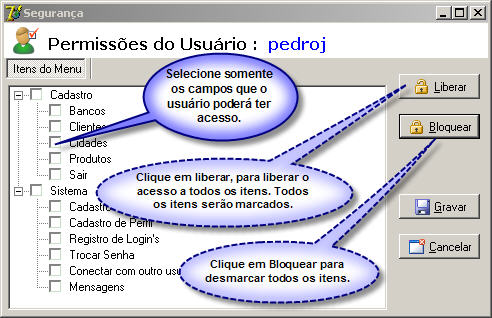 Segurança
Permissões do Usuário : pedroj
Itens do Menu
Selecione somente
os campos que o
usuário poderá ter
acesso.
Cadastro
Bancos
Clientes
Cidades
Produtos
Sair
Sistema
Cadastro
Cadastro de Perfil
Registro de Login's
Trocar Senha
Conectar com outro usu
Mensagens
Clique em liberar, para liberar o
acesso a todos os itens. Todos
os itens serão marcados.
Clique em Bloquear para
desmarcar todos os itens.
Liberar
Bloquear
Gravar
Cancelar